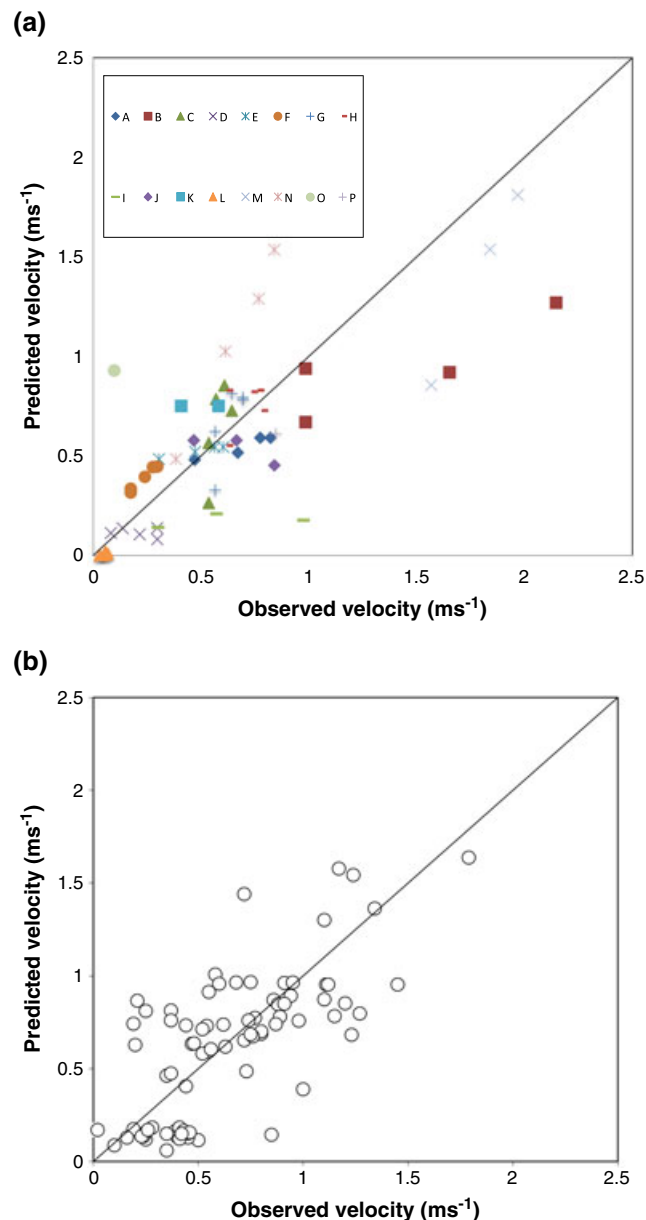 (a)
2.5
A B C D E F G H
I J K L M N O P
2
1.5
1
0.5
0
0 0.5 1 1.5 2 2.5
Predicted velocity (ms-1)
Observed velocity (ms-1)
(b)
2.5
2
1.5
1
0.5
0
0 0.5 1 1.5 2 2.5
Predicted velocity (ms-1)
Observed velocity (ms-1)